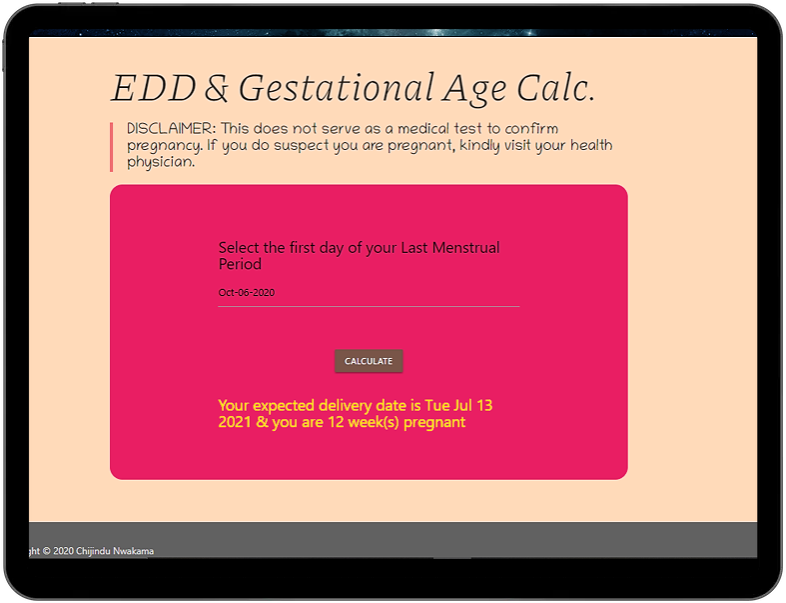 EDD & Gestational Age Calc.
DISCLAIMER: This does not serve as a medical test to confirm
pregnancy. If you do suspect you are pregnant, kindly visit your health
physician.
Select the first day of your Last Menstrual
Period
Oct-06-2020
CALCULATE
Your expected delivery date is Tue Jul 13
2021 & you are 12 week(s) pregnant
ght © 2020 Chijindu Nwakama